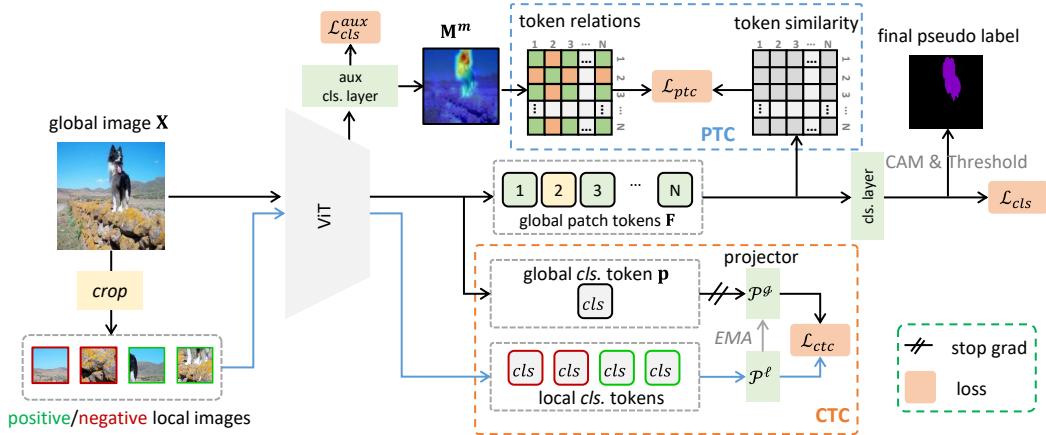 global image X
crop
positive/negative local images
ViT
ℒ_cls^aux
aux
cls. layer
M^m
token relations
1 2 3 ... N
1
2
3
...
N
...
...
...
ℒ_ptc
token similarity
1 2 3 ... N
1
2
3
...
N
...
...
...
PTC
final pseudo label
CAM & Threshold
1 2 3 ... N
global patch tokens F
cls. layer
ℒ_cls
global cls. token p
cls
projector
𝒫^g
EMA
𝒫^ℓ
ℒ_ctc
cls cls cls cls
local cls. tokens
CTC
stop grad
loss